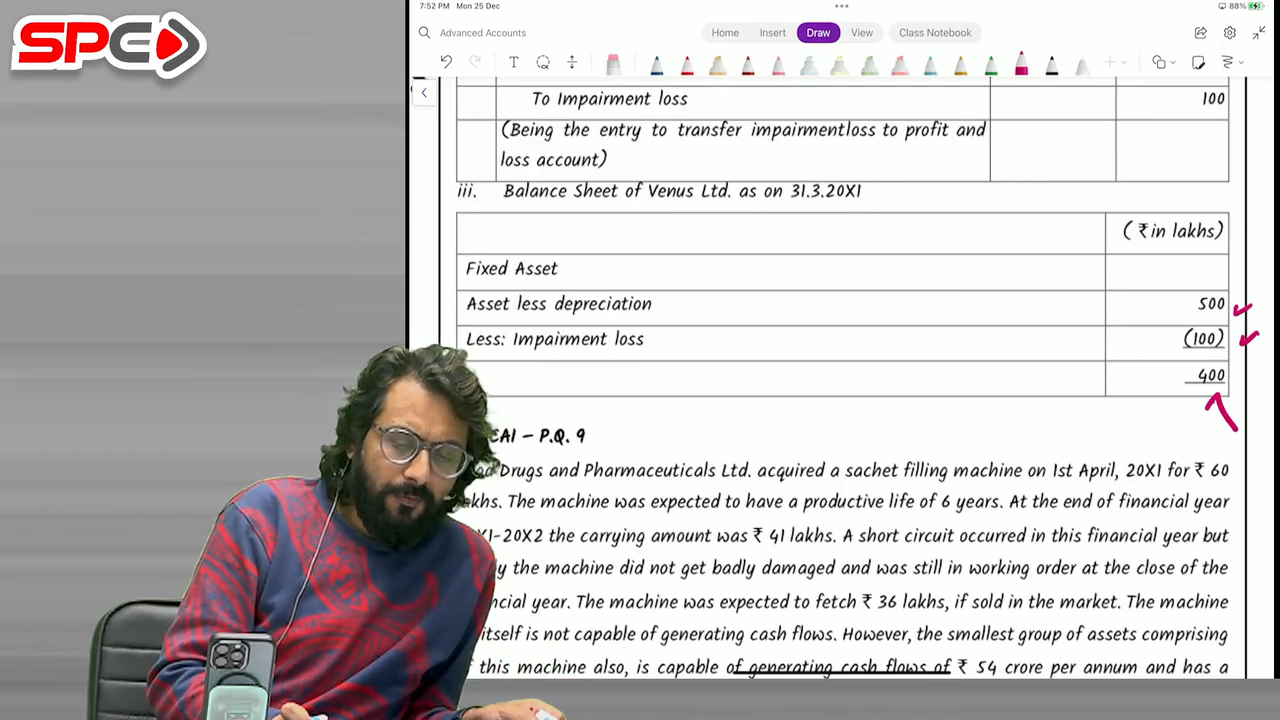 SPC
7:52 PM Mon 25 Dec
88%
Advanced Accounts
Home Insert Draw View Class Notebook
To Impairment loss 100
(Being the entry to transfer impairmentloss to profit and
loss account)
iii. Balance Sheet of Venus Ltd. as on 31.3.20X1
(₹ in lakhs)
Fixed Asset
Asset less depreciation 500
Less: Impairment loss (100)
400
CAI – P.Q. 9
Drugs and Pharmaceuticals Ltd. acquired a sachet filling machine on 1st April, 20X1 for ₹ 60
khs. The machine was expected to have a productive life of 6 years. At the end of financial year
X1-20X2 the carrying amount was ₹ 41 lakhs. A short circuit occurred in this financial year but
y the machine did not get badly damaged and was still in working order at the close of the
ncial year. The machine was expected to fetch ₹ 36 lakhs, if sold in the market. The machine
itself is not capable of generating cash flows. However, the smallest group of assets comprising
this machine also, is capable of generating cash flows of ₹ 54 crore per annum and has a